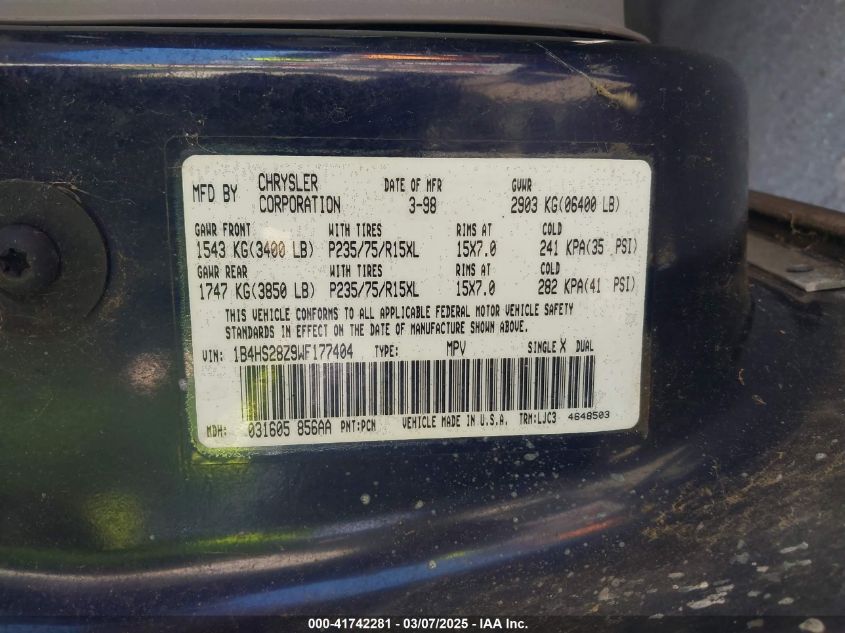 MFD BY CHRYSLER CORPORATION DATE OF MFR 3-98 GVWR 2903 KG(06400 LB)
GAWR FRONT WITH TIRES RIMS AT COLD
1543 KG(3400 LB) P235/75/R15XL 15X7.0 241 KPA(35 PSI)
GAWR REAR WITH TIRES RIMS AT COLD
1747 KG(3850 LB) P235/75/R15XL 15X7.0 282 KPA(41 PSI)
THIS VEHICLE CONFORMS TO ALL APPLICABLE FEDERAL MOTOR VEHICLE SAFETY
STANDARDS IN EFFECT ON THE DATE OF MANUFACTURE SHOWN ABOVE.
VIN: 1B4HS28Z9WF177404 TYPE: MPV SINGLE X DUAL
MDH: 031605 856AA PNT:PCN VEHICLE MADE IN U.S.A. TRM:LJC3 4648503
000-41742281 - 03/07/2025 - © IAA Inc.